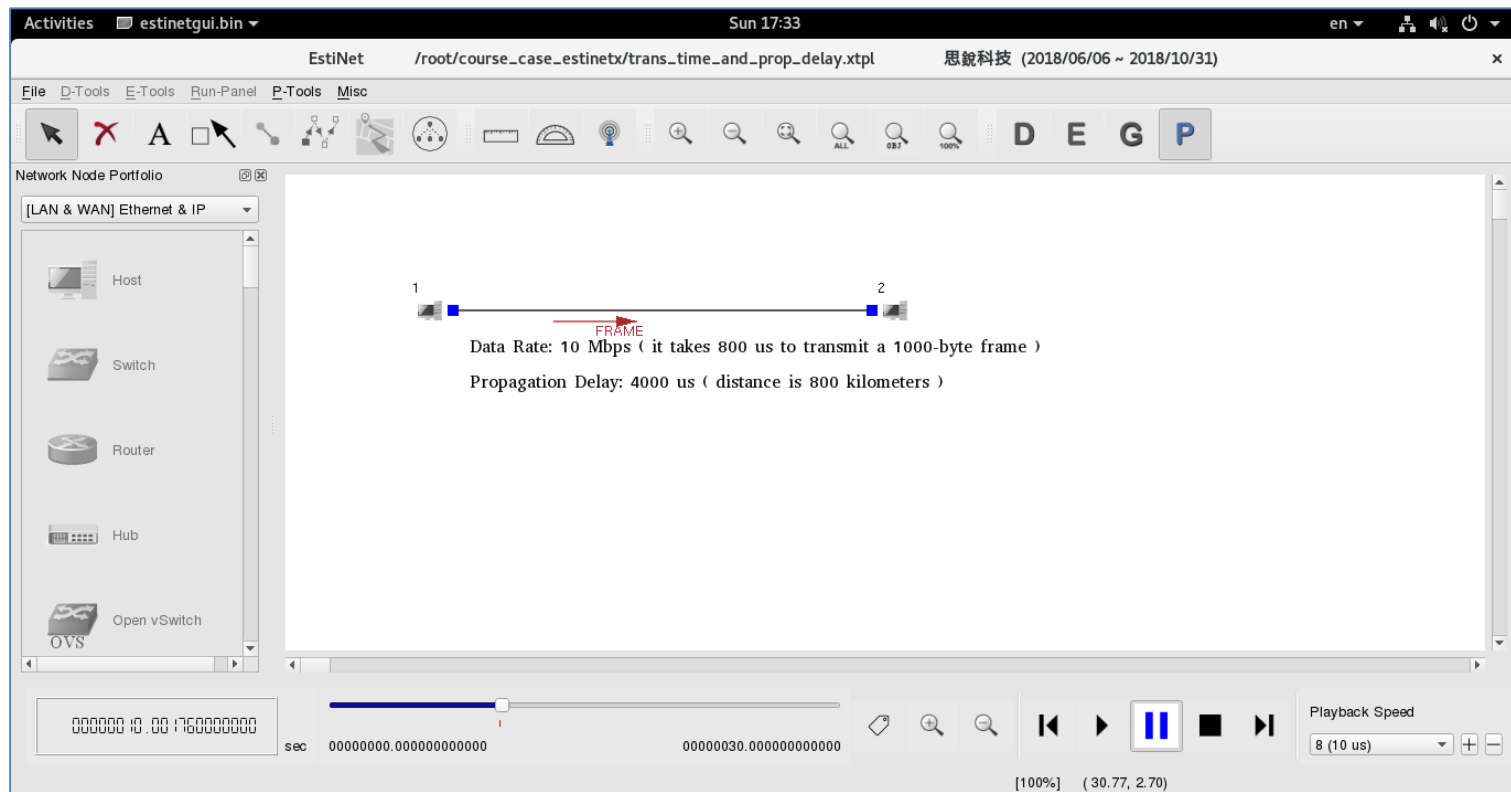 Activities estinetgui.bin Sun 17:33 en
EstiNet /root/course_case_estinetx/trans_time_and_prop_delay.xtpl 思銳科技 (2018/06/06 ~ 2018/10/31) ×
File D-Tools E-Tools Run-Panel P-Tools Misc
A ALL OBJ 100% D E G P
Network Node Portfolio
[LAN & WAN] Ethernet & IP
Host
Switch
Router
Hub
Open vSwitch
OVS
1 2
FRAME
Data Rate: 10 Mbps ( it takes 800 us to transmit a 1000-byte frame )
Propagation Delay: 4000 us ( distance is 800 kilometers )
00000010.001760000000 sec
00000000.000000000000 00000030.000000000000
Playback Speed
8 (10 us)
[100%] ( 30.77, 2.70)